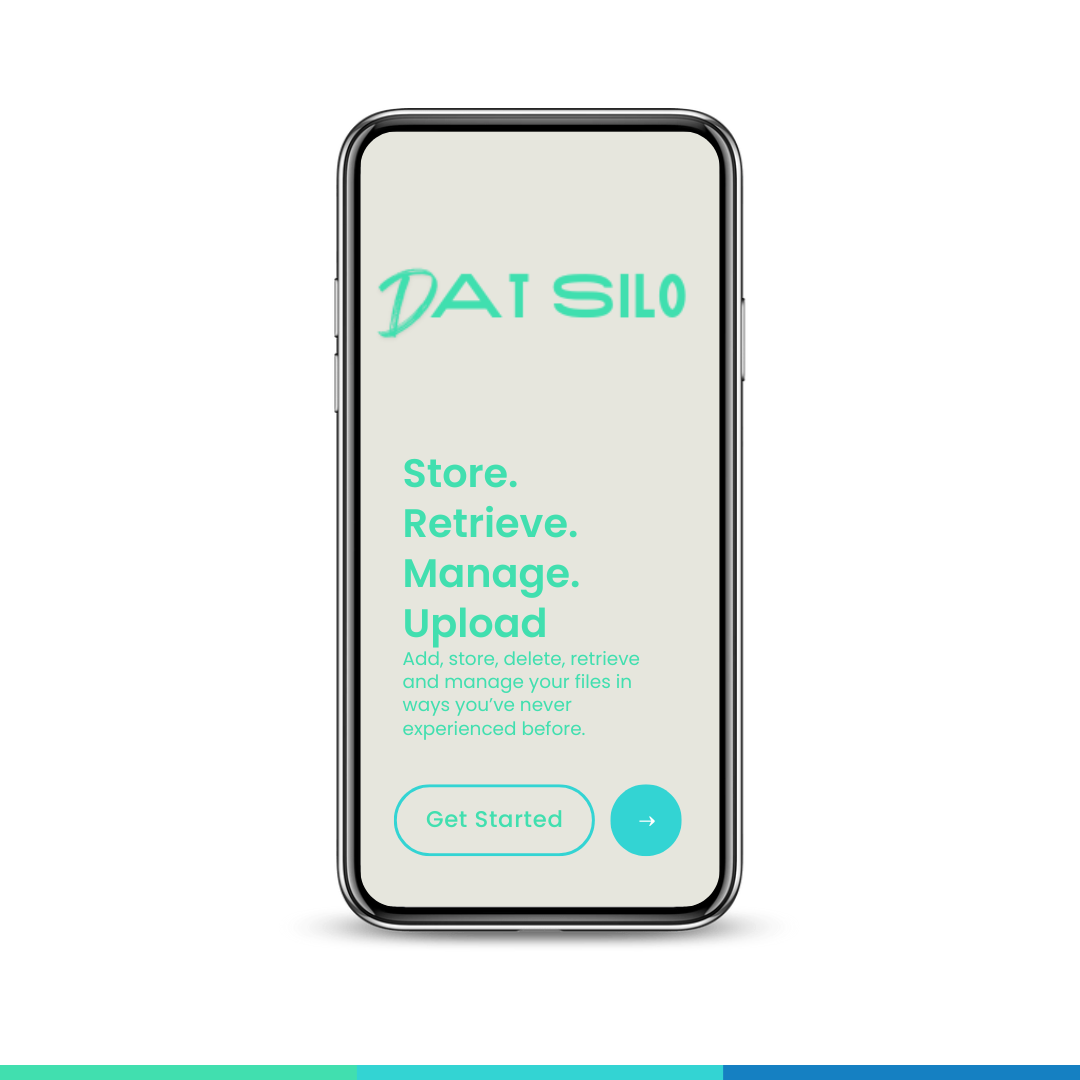 DAT SILO
Store.
Retrieve.
Manage.
Upload
Add, store, delete, retrieve
and manage your files in
ways you’ve never
experienced before.
Get Started →